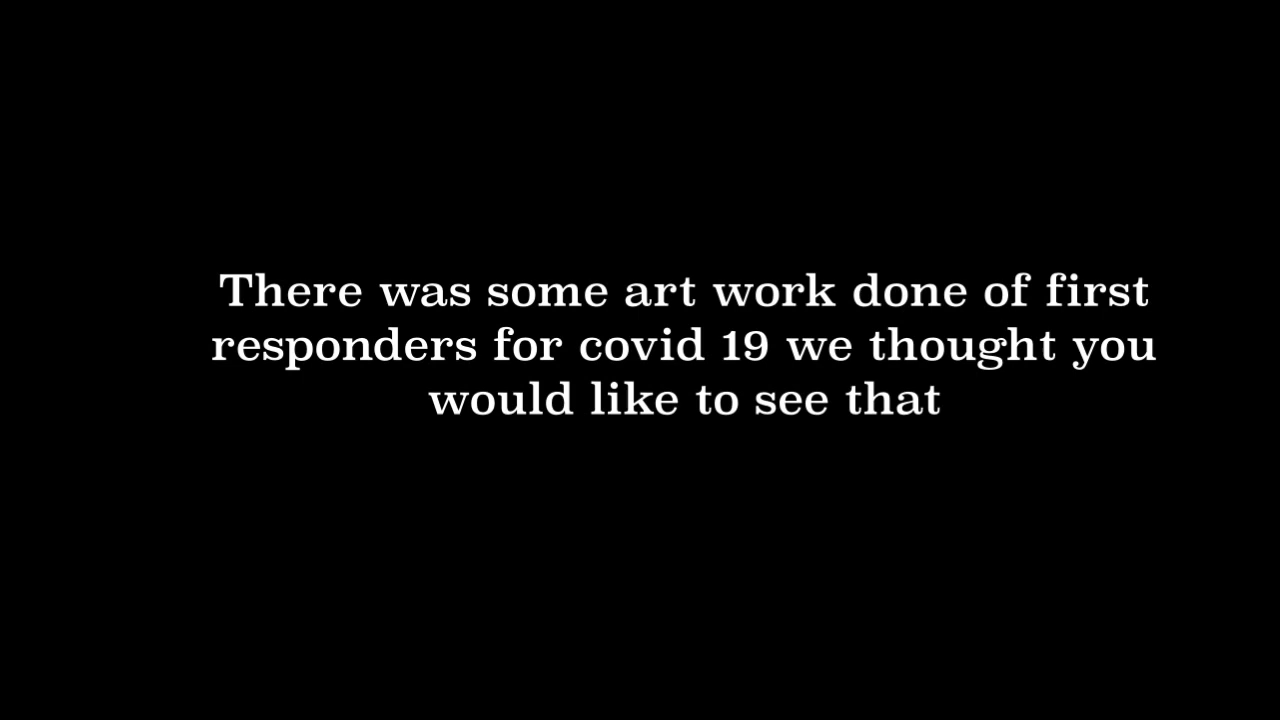 There was some art work done of first
responders for covid 19 we thought you
would like to see that